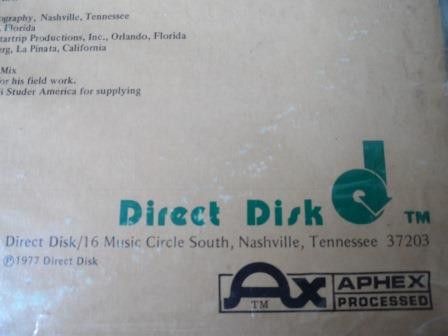 ography, Nashville, Tennessee
Florida
tartrip Productions, Inc., Orlando, Florida
erg, La Pinata, California
Mix
for his field work.
i Studer America for supplying
Direct Disk d TM
Direct Disk/16 Music Circle South, Nashville, Tennessee 37203
℗1977 Direct Disk
Ax TM APHEX
PROCESSED